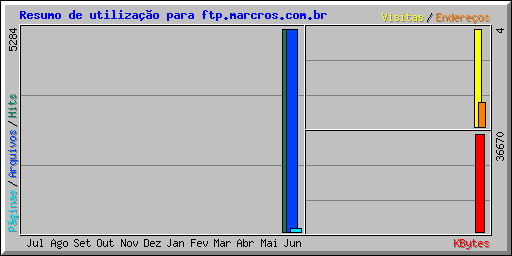 Resumo de utilização para ftp.marcros.com.br
Visitas / Endereços
5284
4
Páginas / Arquivos / Hits
36670
Jul Ago Set Out Nov Dez Jan Fev Mar Abr Mai Jun
KBytes